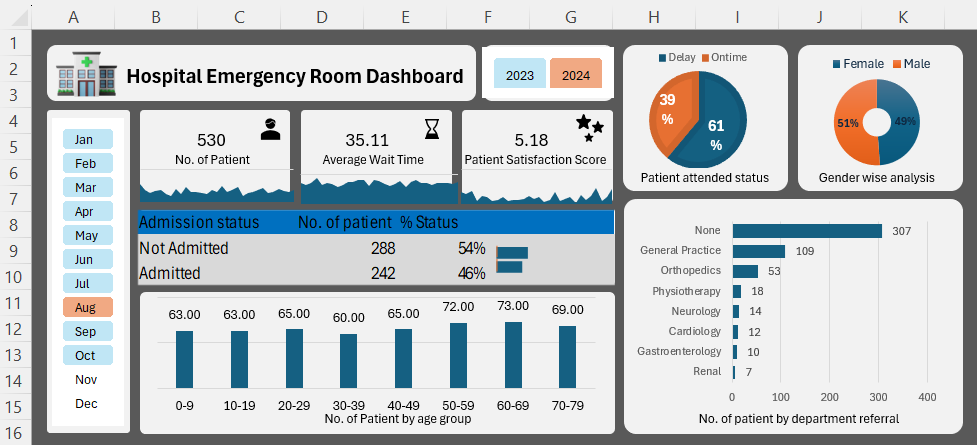 A B C D E F G H I J K
1
2
3
4
5
6
7
8
9
10
11
12
13
14
15
16
Hospital Emergency Room Dashboard
2023 2024
Jan
Feb
Mar
Apr
May
Jun
Jul
Aug
Sep
Oct
Nov
Dec
530
No. of Patient
35.11
Average Wait Time
5.18
Patient Satisfaction Score
Admission status No. of patient % Status
Not Admitted 288 54%
Admitted 242 46%
63.00 63.00 65.00 60.00 65.00 72.00 73.00 69.00
0-9 10-19 20-29 30-39 40-49 50-59 60-69 70-79
No. of Patient by age group
Delay Ontime
39
%
61
%
Patient attended status
Female Male
51% 49%
Gender wise analysis
None 307
General Practice 109
Orthopedics 53
Physiotherapy 18
Neurology 14
Cardiology 12
Gastroenterology 10
Renal 7
0 100 200 300 400
No. of patient by department referral